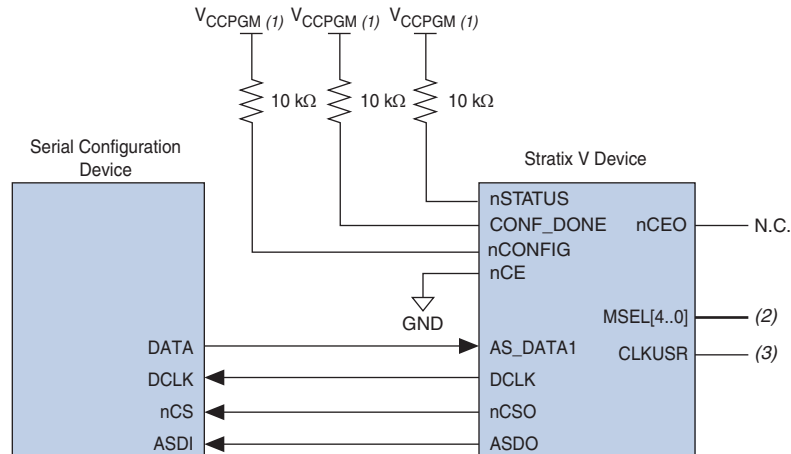 VCCPGM (1) VCCPGM (1) VCCPGM (1)
10 kΩ 10 kΩ 10 kΩ
Serial Configuration
Device
Stratix V Device
nSTATUS
CONF_DONE nCEO N.C.
nCONFIG
nCE
GND
MSEL[4..0] (2)
DATA AS_DATA1 CLKUSR (3)
DCLK DCLK
nCS nCSO
ASDI ASDO